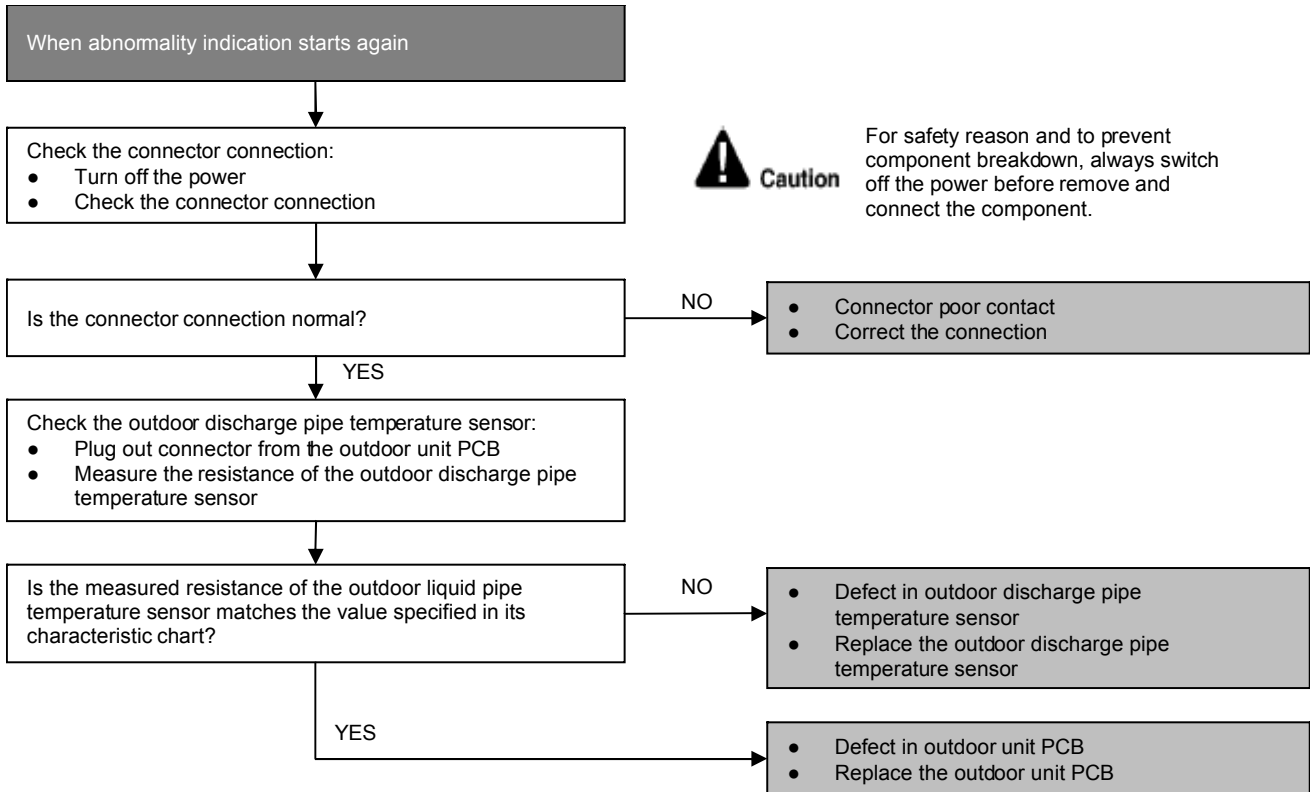 When abnormality indication starts again
Check the connector connection:
● Turn off the power
● Check the connector connection
Caution
For safety reason and to prevent
component breakdown, always switch
off the power before remove and
connect the component.
Is the connector connection normal?
NO
● Connector poor contact
● Correct the connection
YES
Check the outdoor discharge pipe temperature sensor:
● Plug out connector from the outdoor unit PCB
● Measure the resistance of the outdoor discharge pipe
temperature sensor
Is the measured resistance of the outdoor liquid pipe
temperature sensor matches the value specified in its
characteristic chart?
NO
● Defect in outdoor discharge pipe
temperature sensor
● Replace the outdoor discharge pipe
temperature sensor
YES
● Defect in outdoor unit PCB
● Replace the outdoor unit PCB